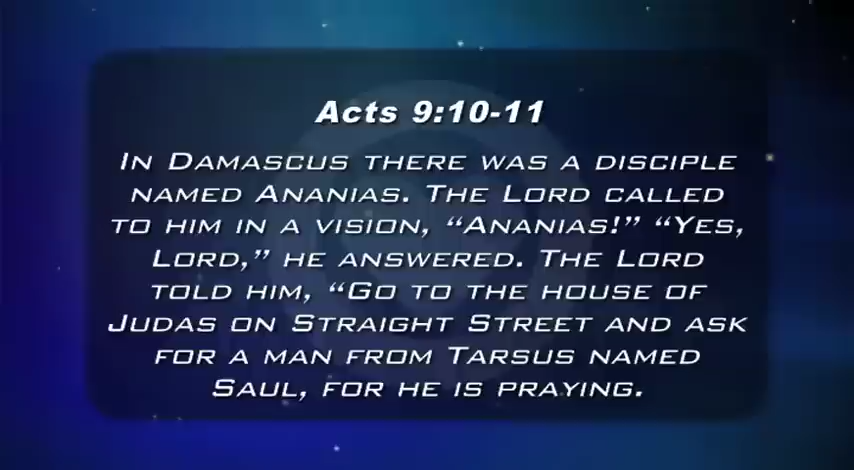 Acts 9:10-11
In Damascus there was a disciple
named Ananias. The Lord called
to him in a vision, “Ananias!” “Yes,
Lord,” he answered. The Lord
told him, “Go to the house of
Judas on Straight Street and ask
for a man from Tarsus named
Saul, for he is praying.